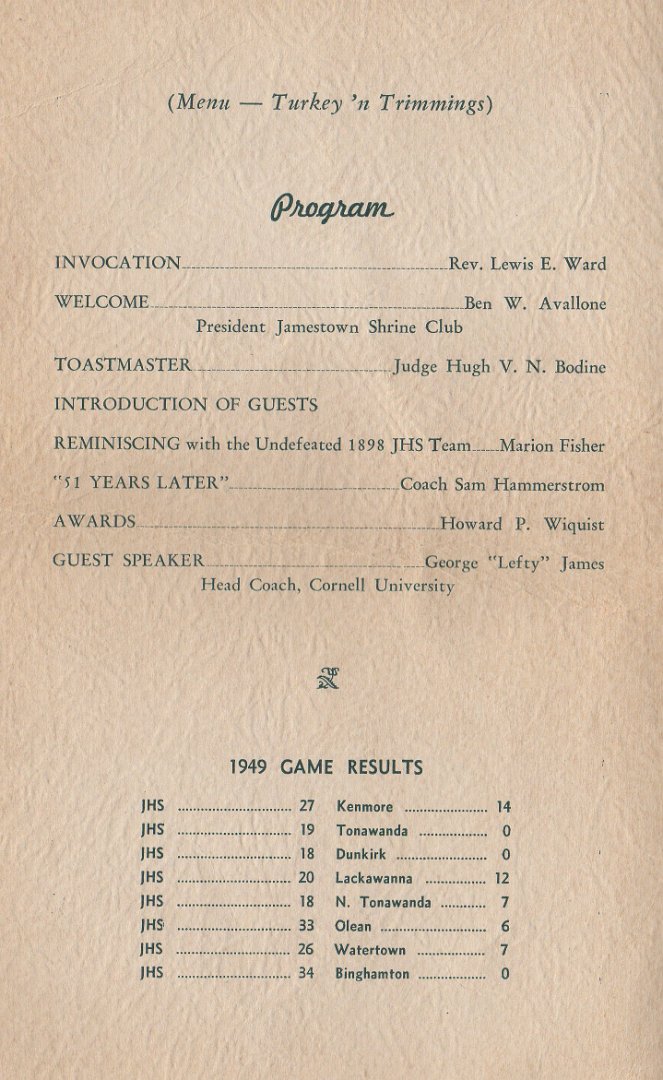 (Menu — Turkey 'n Trimmings)
Program
INVOCATION Rev. Lewis E. Ward
WELCOME Ben W. Avallone
President Jamestown Shrine Club
TOASTMASTER Judge Hugh V. N. Bodine
INTRODUCTION OF GUESTS
REMINISCING with the Undefeated 1898 JHS Team Marion Fisher
"51 YEARS LATER" Coach Sam Hammerstrom
AWARDS Howard P. Wiquist
GUEST SPEAKER George "Lefty" James
Head Coach, Cornell University
1949 GAME RESULTS
JHS 27 Kenmore 14
JHS 19 Tonawanda 0
JHS 18 Dunkirk 0
JHS 20 Lackawanna 12
JHS 18 N. Tonawanda 7
JHS 33 Olean 6
JHS 26 Watertown 7
JHS 34 Binghamton 0